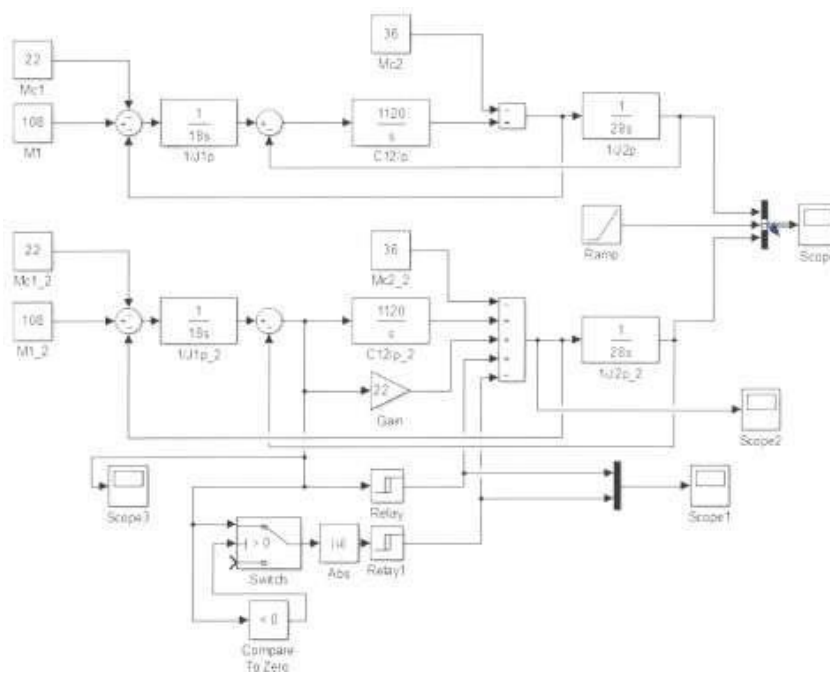 36
22
Mc2
Mc1
108
1
18s
1120
s
1
28s
M1
1/J1p
C12/p
1/J2p
Ramp
Scope
22
36
Mc1_2
Mc2_2
108
1
18s
1120
s
1
28s
M1_2
1/J1p_2
C12/p_2
1/J2p_2
22
Gain
Scope2
Scope3
Relay
Scope1
> 0
|u|
Switch
Abs
Relay1
< 0
Compare
To Zero